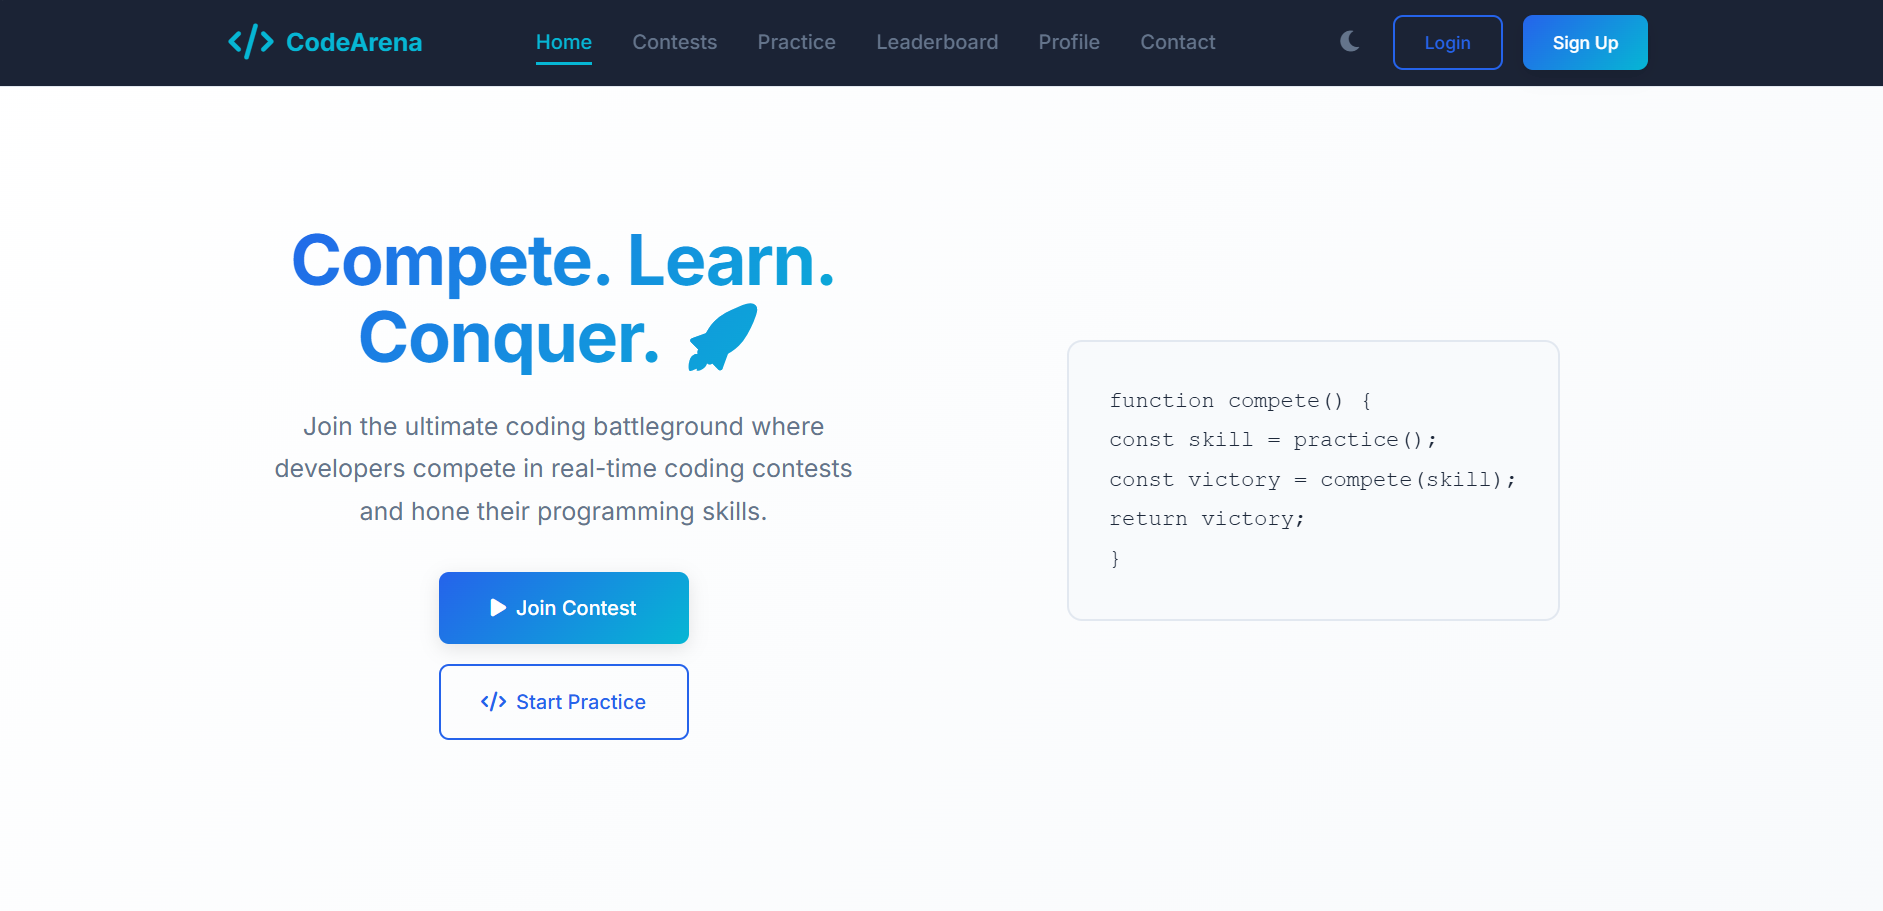 CodeArena
Home
Contests
Practice
Leaderboard
Profile
Contact
Login
Sign Up
Compete. Learn.
Conquer.
Join the ultimate coding battleground where
developers compete in real-time coding contests
and hone their programming skills.
Join Contest
</> Start Practice
function compete() {
const skill = practice();
const victory = compete(skill);
return victory;
}